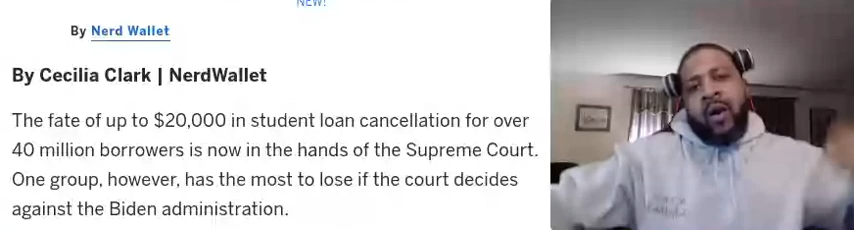 NEW!
By Nerd Wallet
By Cecilia Clark | NerdWallet
The fate of up to $20,000 in student loan cancellation for over
40 million borrowers is now in the hands of the Supreme Court.
One group, however, has the most to lose if the court decides
against the Biden administration.